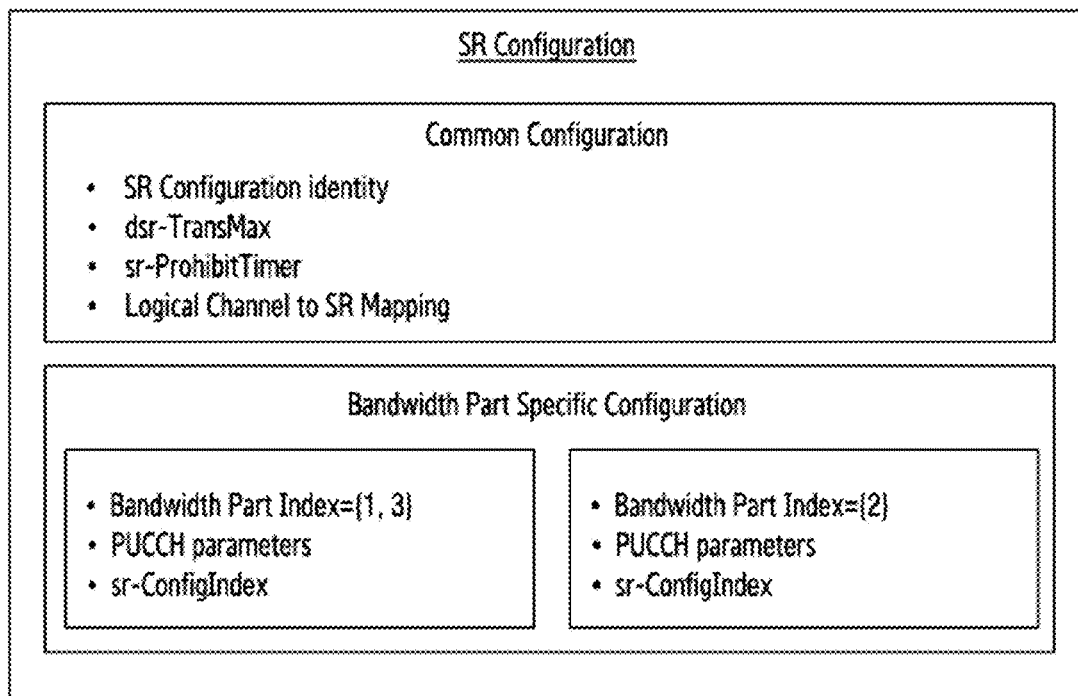 SR Configuration
Common Configuration
• SR Configuration identity
• dsr-TransMax
• sr-ProhibitTimer
• Logical Channel to SR Mapping
Bandwidth Part Specific Configuration
• Bandwidth Part Index={1, 3}
• PUCCH parameters
• sr-ConfigIndex
• Bandwidth Part Index={2}
• PUCCH parameters
• sr-ConfigIndex